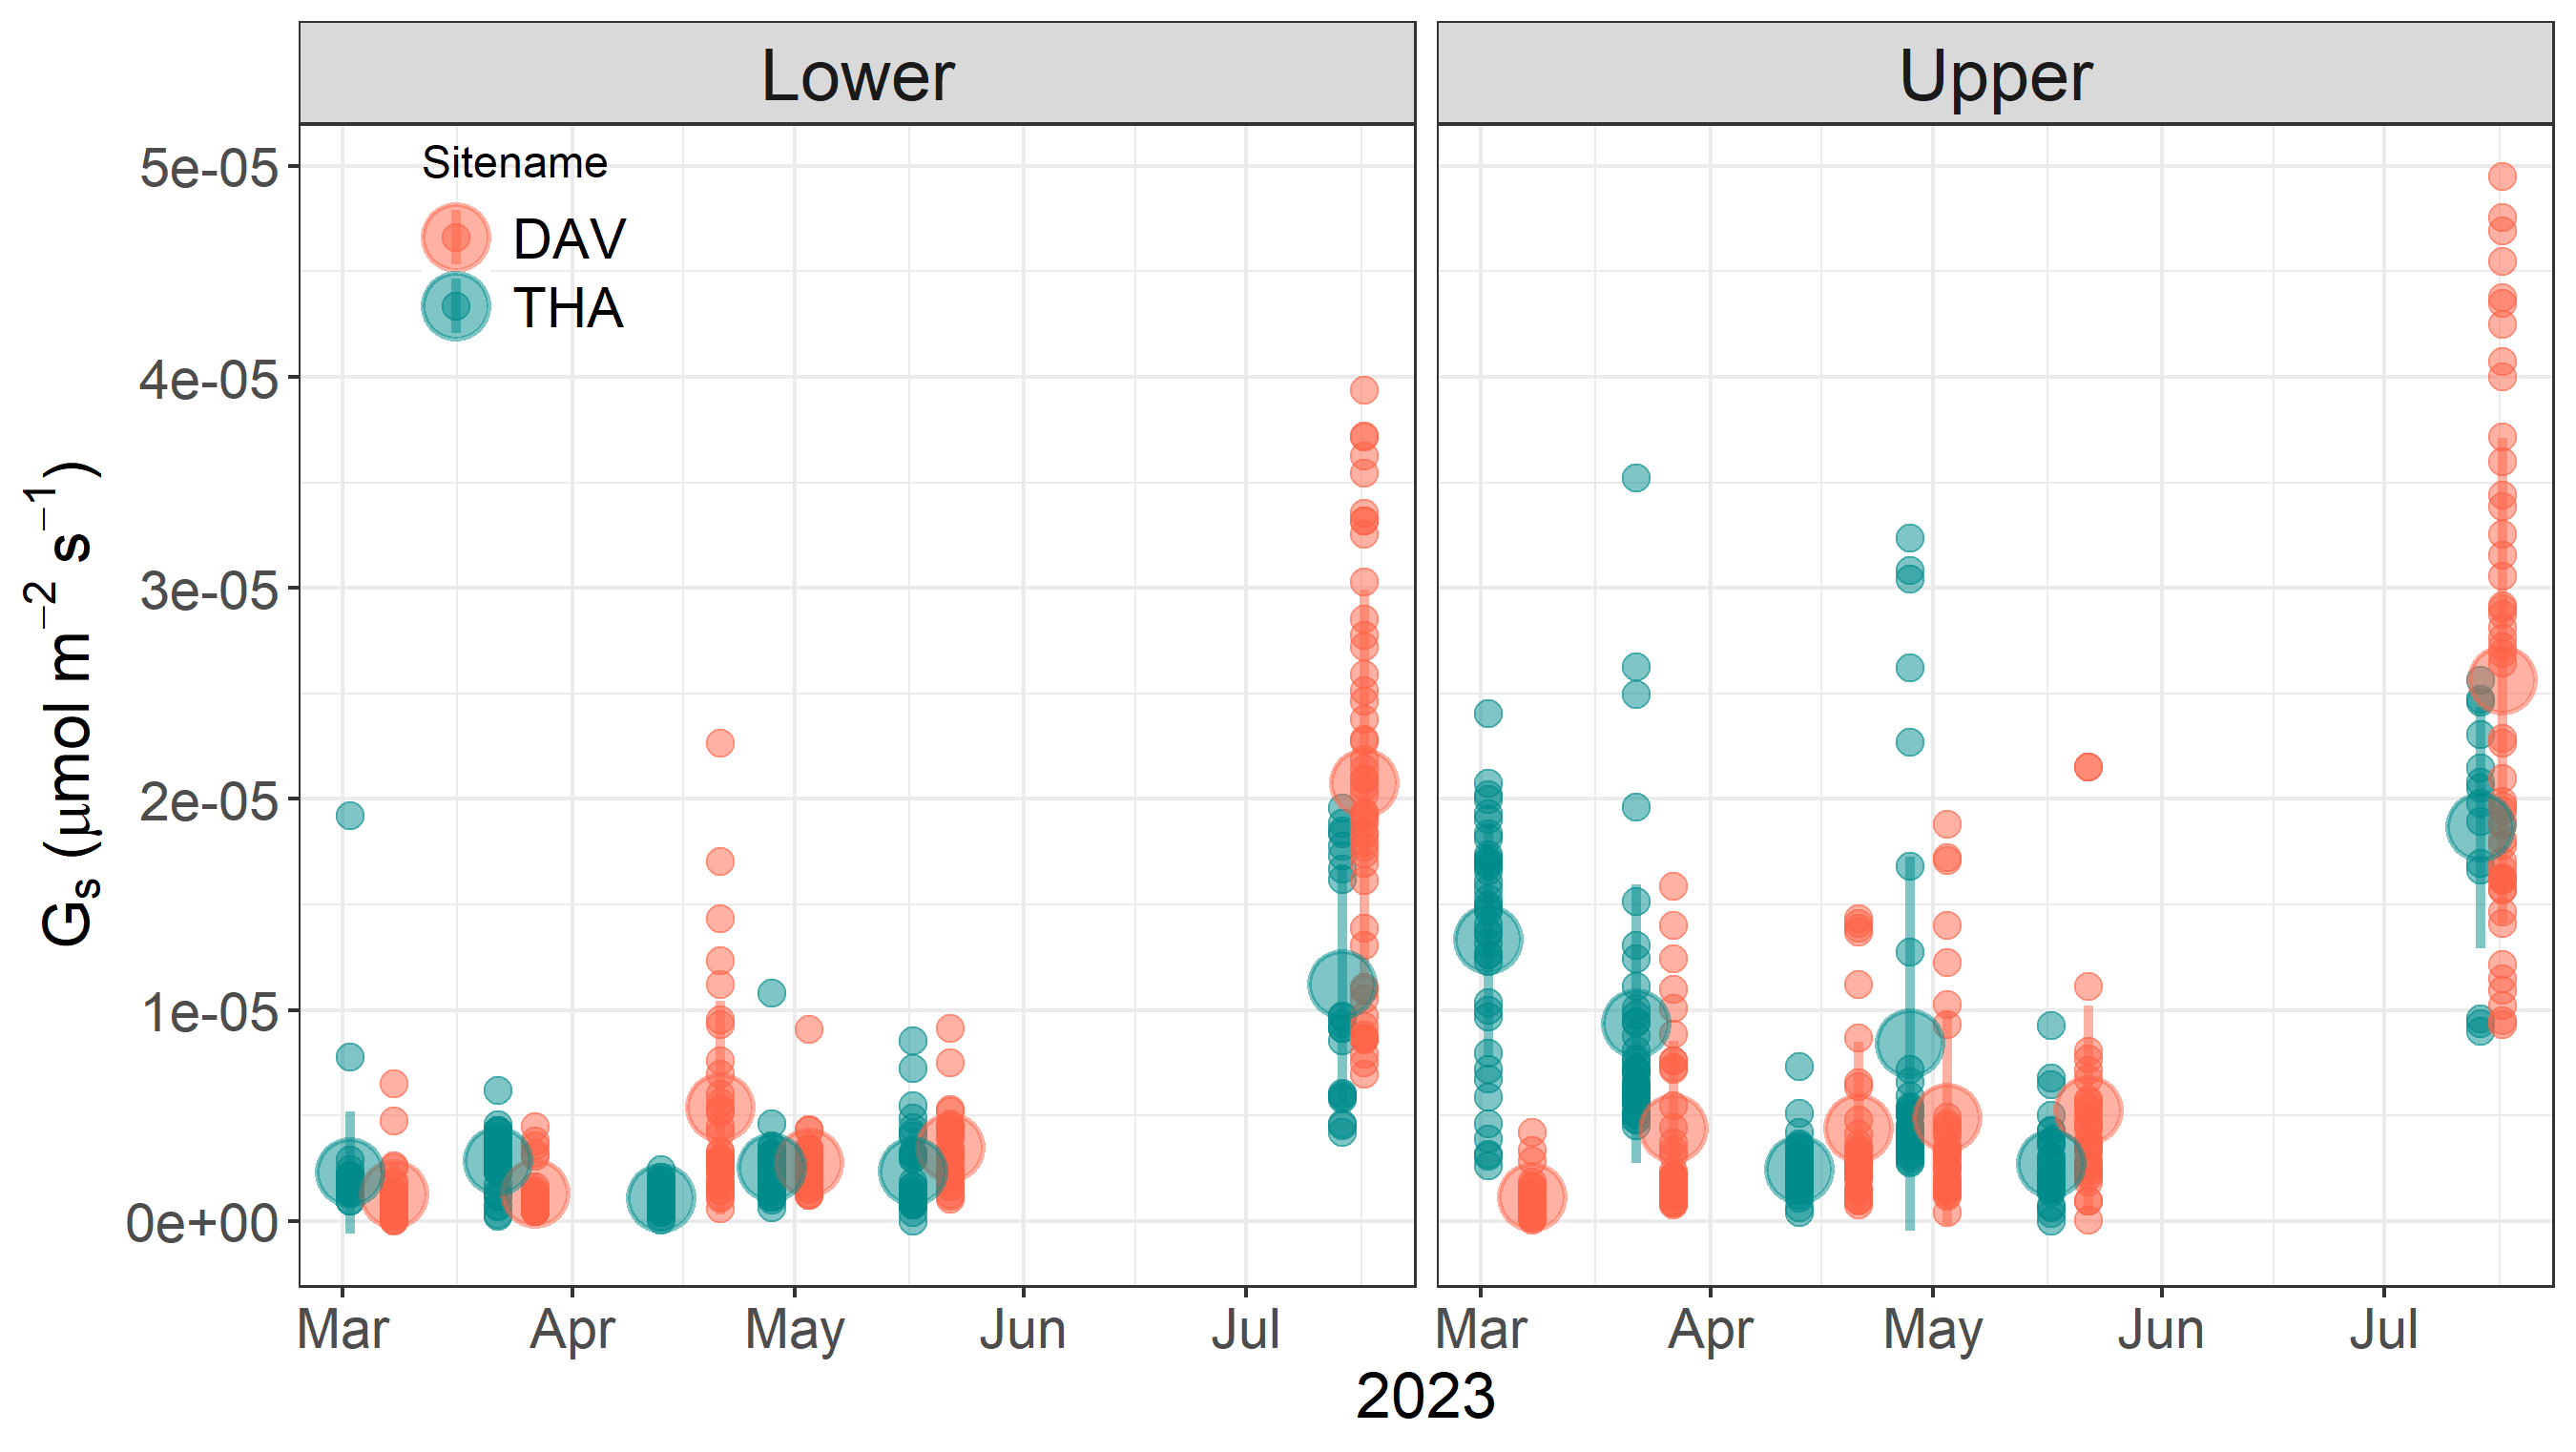 Lower
Upper
Sitename
DAV
THA
5e-05
4e-05
3e-05
2e-05
1e-05
0e+00
Gs (μmol m−2 s−1)
Mar Apr May Jun Jul
Mar Apr May Jun Jul
2023